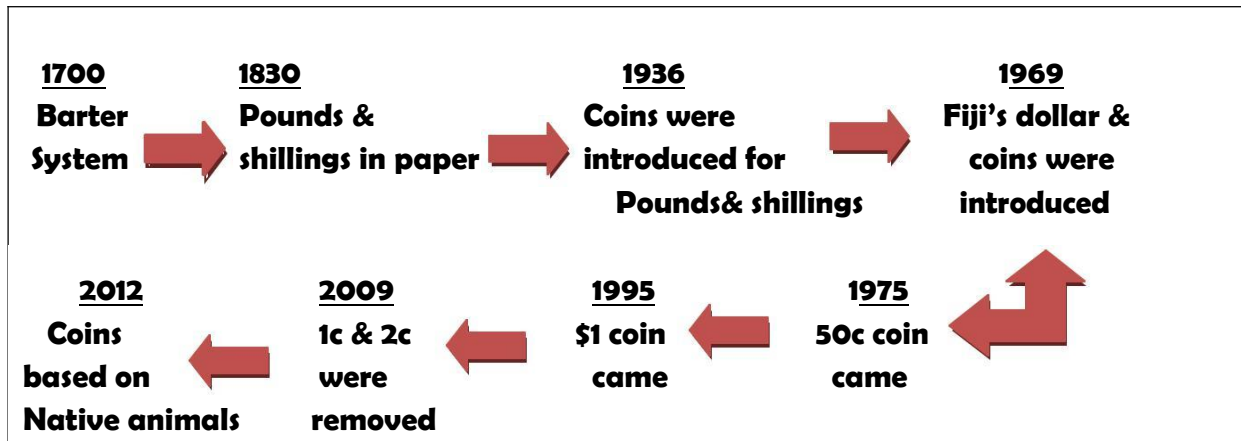 1700
Barter
System
1830
Pounds &
shillings in paper
1936
Coins were
introduced for
Pounds& shillings
1969
Fiji's dollar &
coins were
introduced
1975
50c coin
came
1995
$1 coin
came
2009
1c & 2c
were
removed
2012
Coins
based on
Native animals